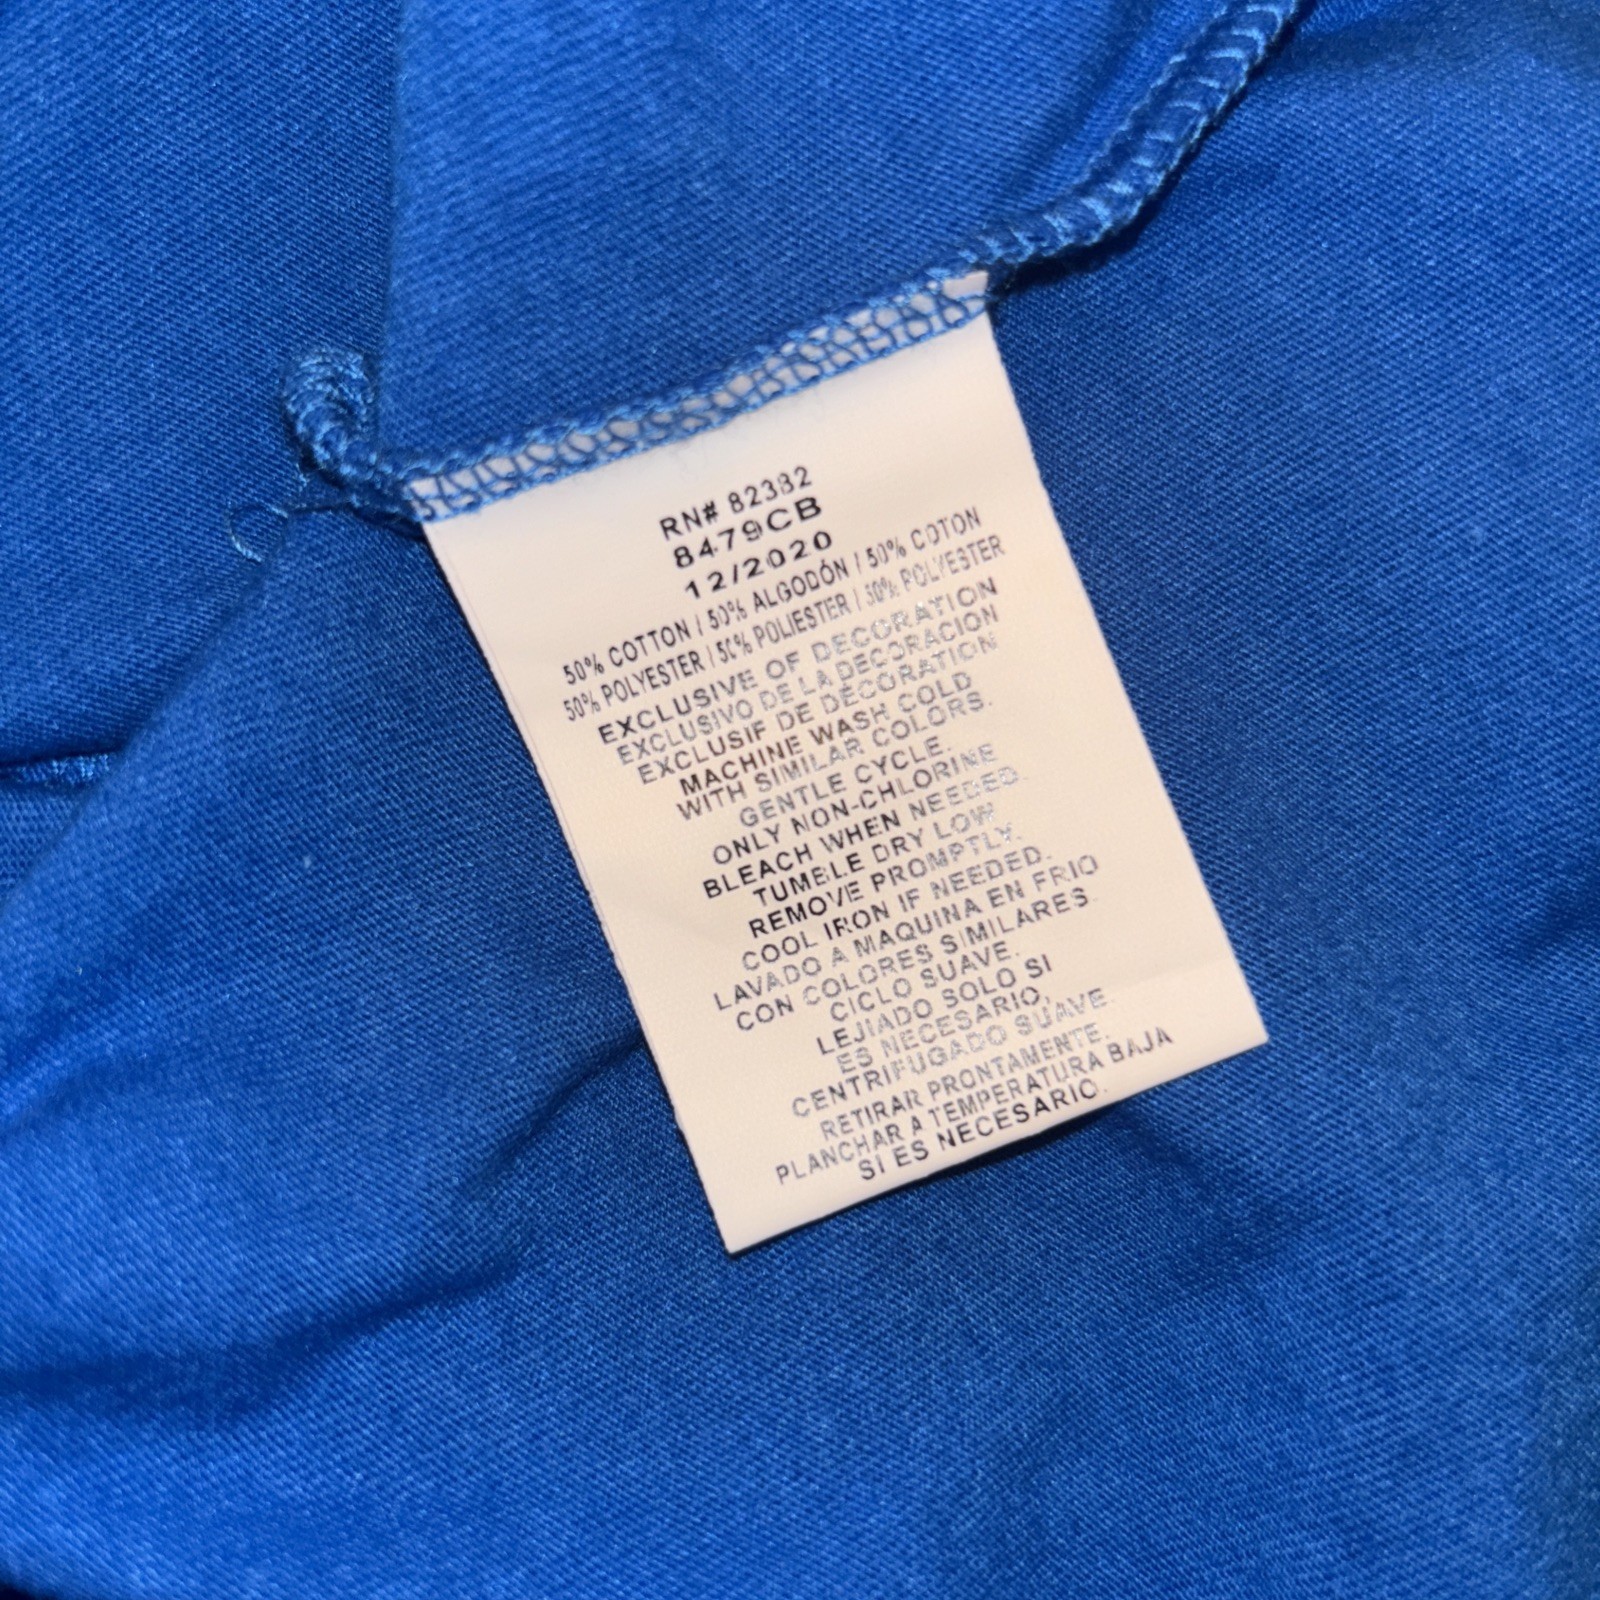 RN# 82382
8479CB
12/2020
50% COTTON / 50% ALGODÓN / 50% COTON
50% POLYESTER / 50% POLIESTER / 50% POLYESTER
EXCLUSIVE OF DECORATION
EXCLUSIVO DE LA DECORACION
EXCLUSIF DE DECORATION
MACHINE WASH COLD
WITH SIMILAR COLORS.
GENTLE CYCLE.
ONLY NON-CHLORINE
BLEACH WHEN NEEDED.
TUMBLE DRY LOW
REMOVE PROMPTLY.
COOL IRON IF NEEDED.
LAVADO A MAQUINA EN FRIO
CON COLORES SIMILARES.
CICLO SUAVE.
LEJIADO SOLO SI
ES NECESARIO,
CENTRIFUGADO SUAVE.
RETIRAR PRONTAMENTE.
PLANCHAR A TEMPERATURA BAJA
SI ES NECESARIO.